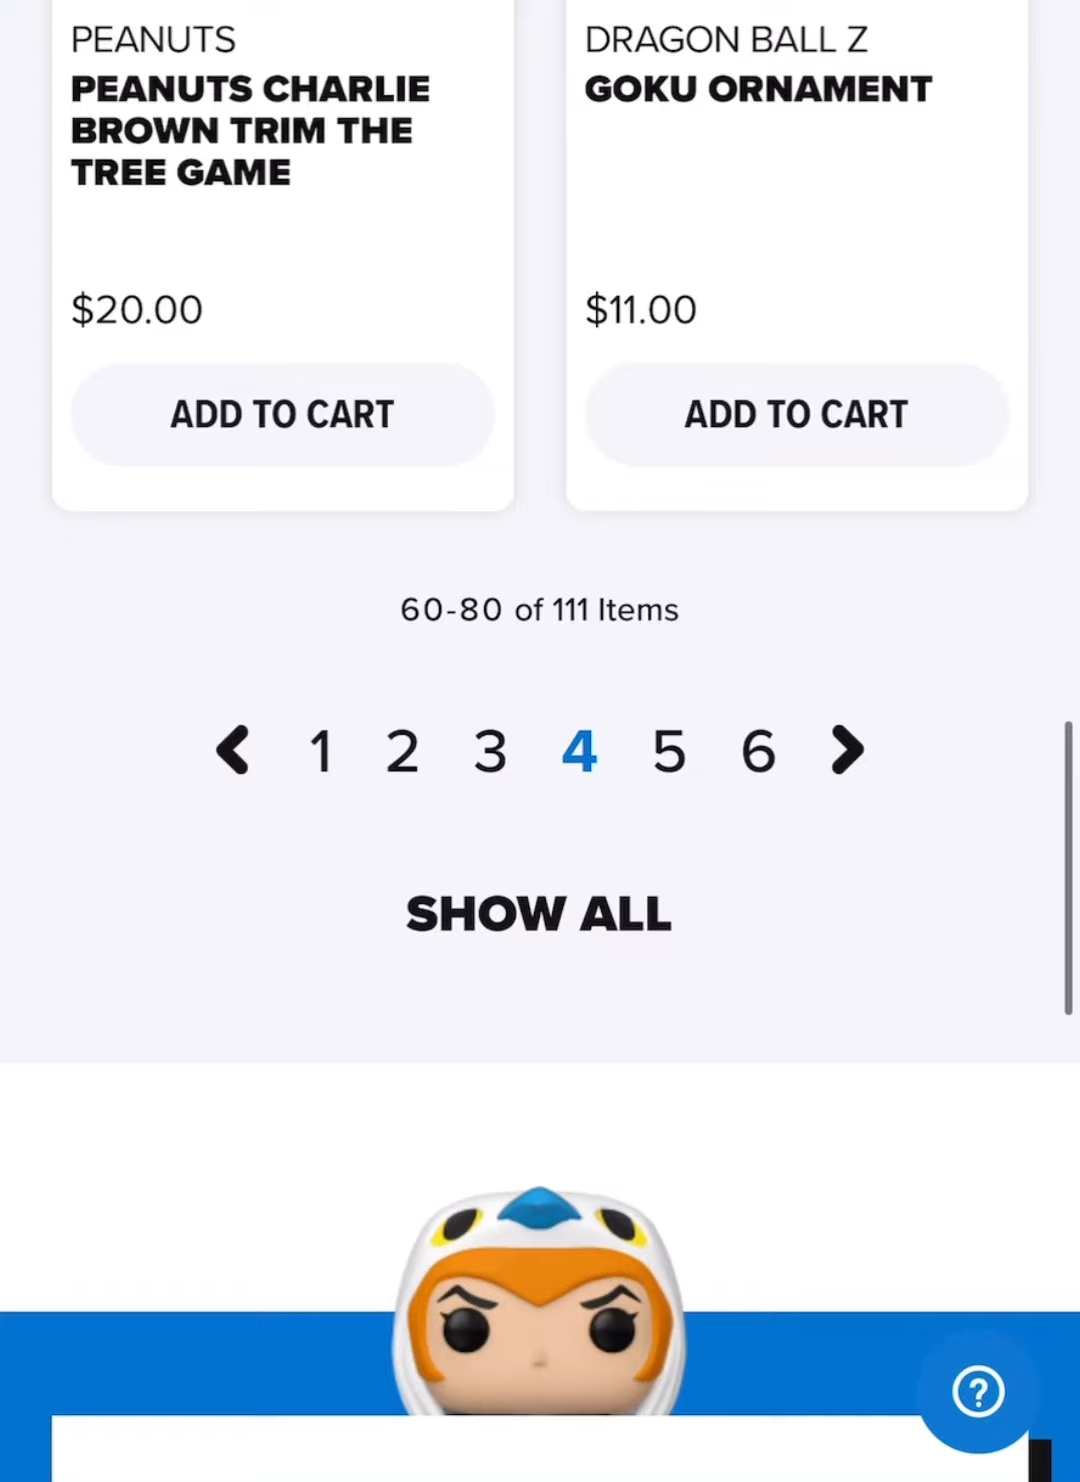 PEANUTS
PEANUTS CHARLIE
BROWN TRIM THE
TREE GAME
$20.00
ADD TO CART
DRAGON BALL Z
GOKU ORNAMENT
$11.00
ADD TO CART
60-80 of 111 Items
1 2 3 4 5 6
SHOW ALL
?